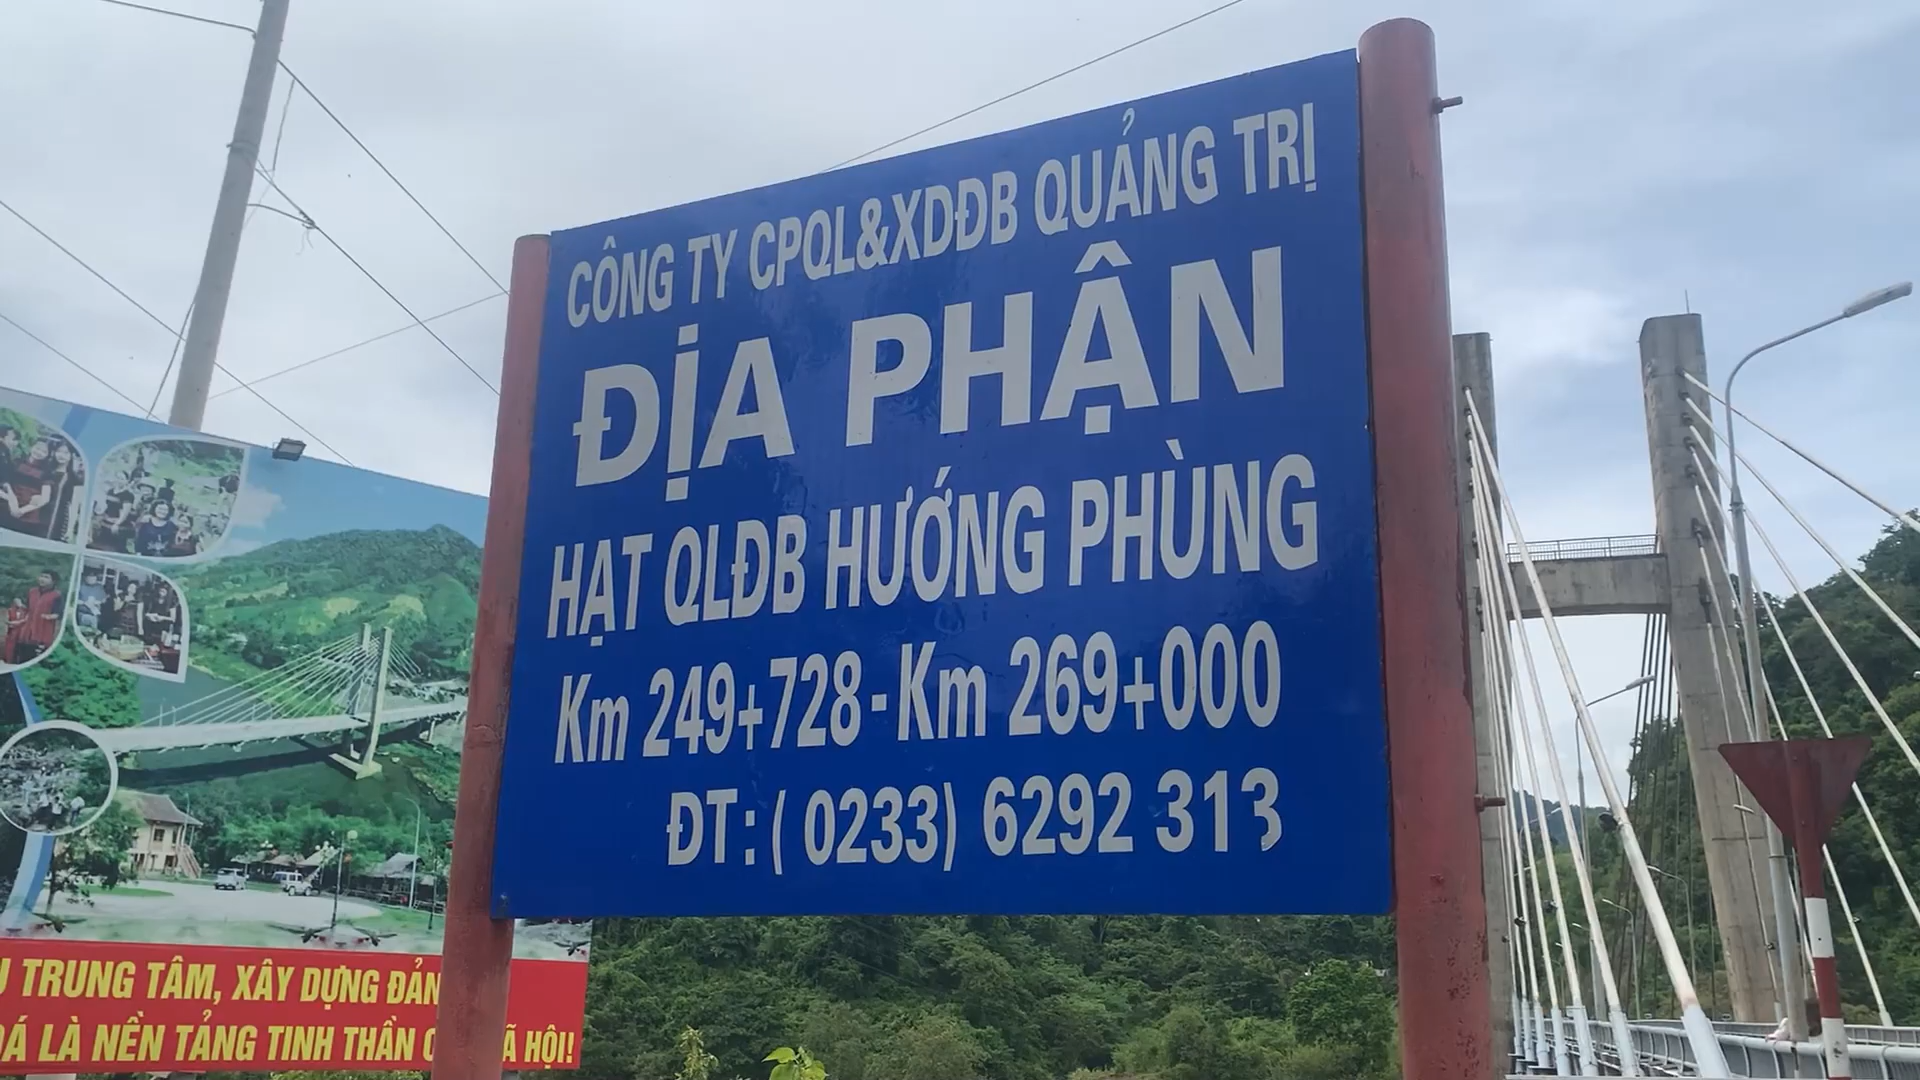 CÔNG TY CPQL&XDĐB QUẢNG TRỊ
ĐỊA PHẬN
HẠT QLĐB HƯỚNG PHÙNG
Km 249+728-Km 269+000
ĐT: ( 0233) 6292 313
TRUNG TÂM, XÂY DỰNG ĐẢN
LÀ NỀN TẢNG TINH THẦN HỘI!